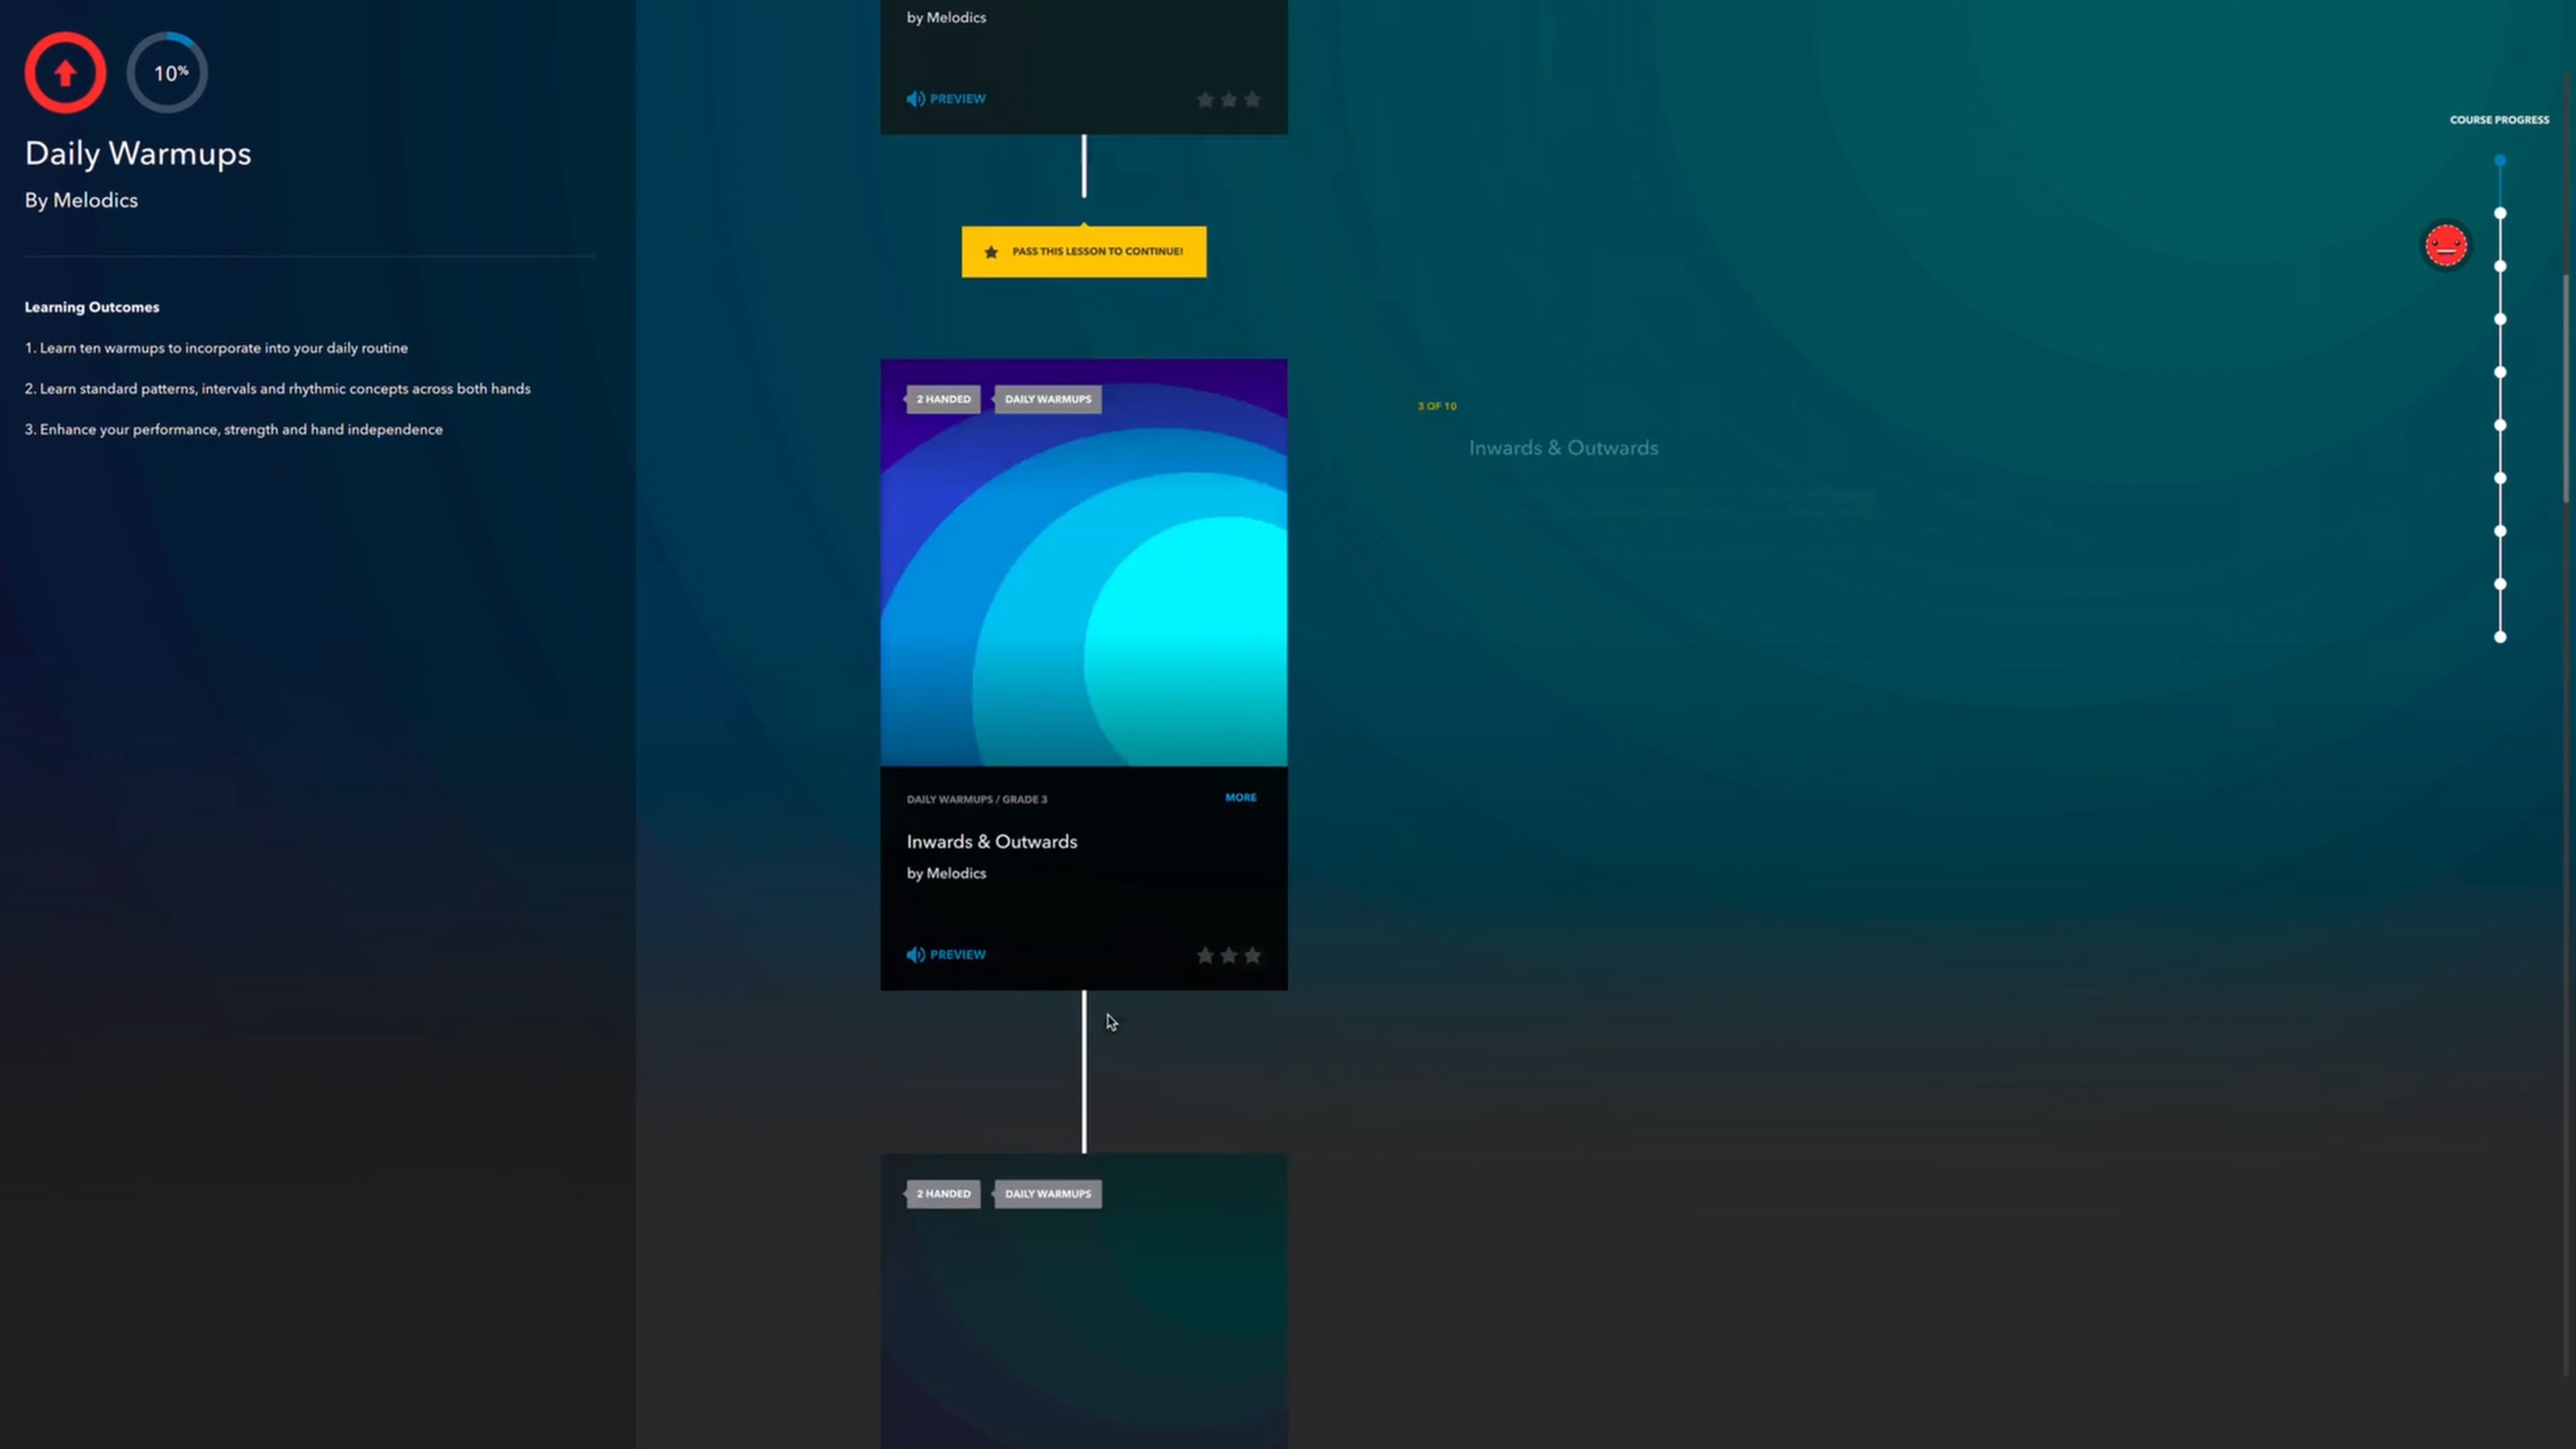 10%
Daily Warmups
By Melodics
Learning Outcomes
1. Learn ten warmups to incorporate into your daily routine
2. Learn standard patterns, intervals and rhythmic concepts across both hands
3. Enhance your performance, strength and hand independence
by Melodics
PREVIEW
PASS THIS LESSON TO CONTINUE!
2 HANDED
DAILY WARMUPS
DAILY WARMUPS / GRADE 3
MORE
Inwards & Outwards
by Melodics
PREVIEW
2 HANDED
DAILY WARMUPS
3 OF 10
Inwards & Outwards
COURSE PROGRESS